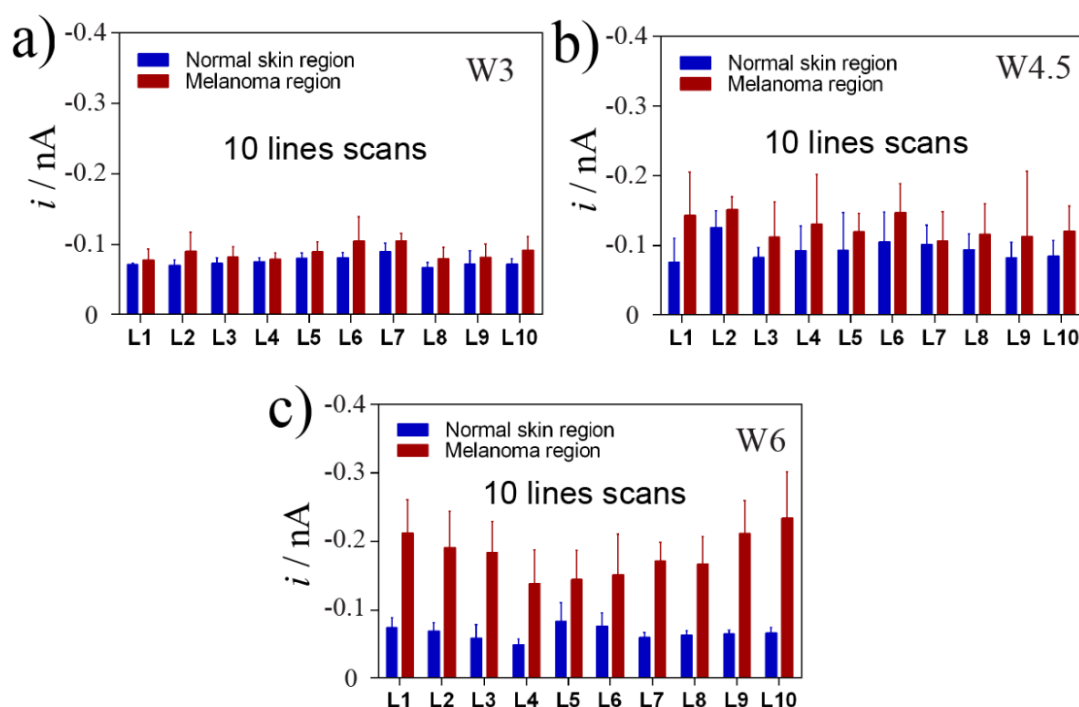 a)
-0.4
-0.3
-0.2
-0.1
0
i / nA
Normal skin region
Melanoma region
W3
10 lines scans
L1 L2 L3 L4 L5 L6 L7 L8 L9 L10
b)
-0.4
-0.3
-0.2
-0.1
0
i / nA
Normal skin region
Melanoma region
W4.5
10 lines scans
L1 L2 L3 L4 L5 L6 L7 L8 L9 L10
c)
-0.4
-0.3
-0.2
-0.1
0
i / nA
Normal skin region
Melanoma region
W6
10 lines scans
L1 L2 L3 L4 L5 L6 L7 L8 L9 L10